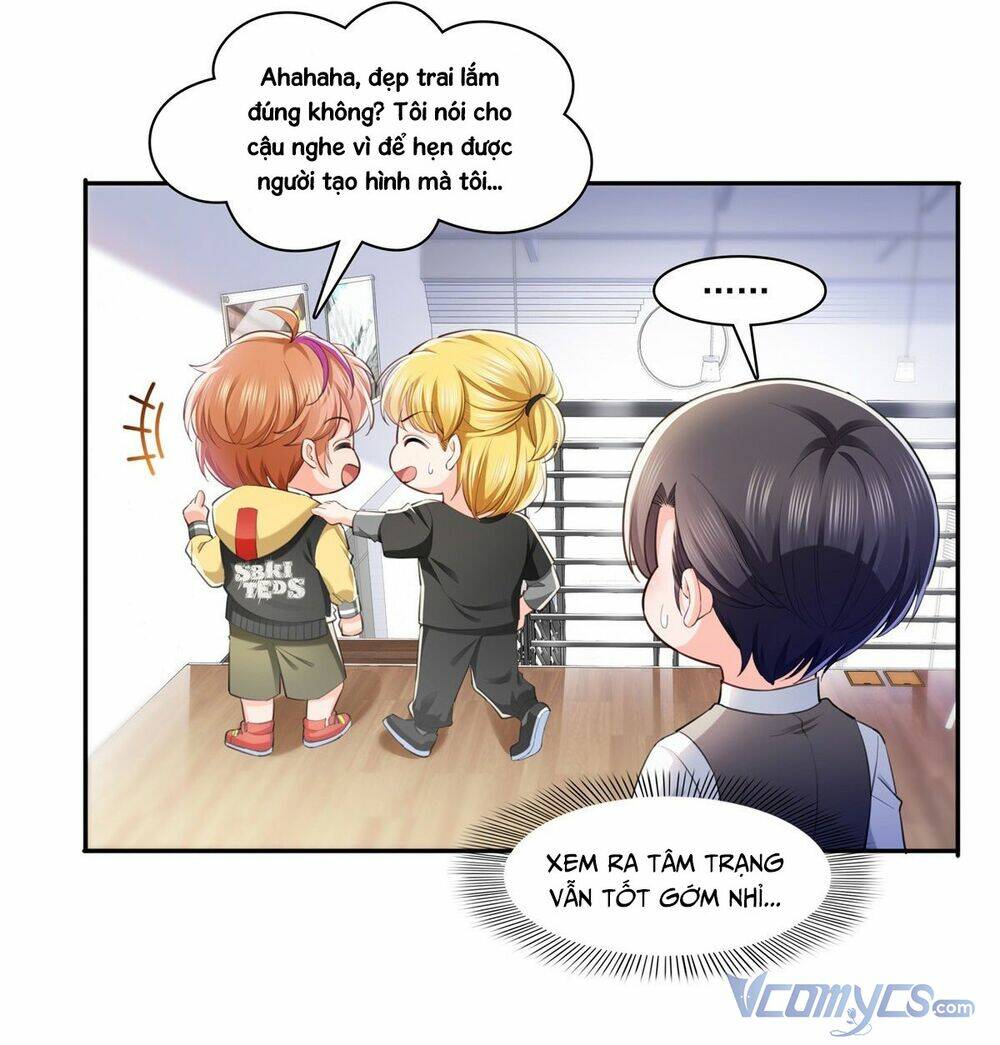 Ahahaha, đẹp trai lắm
đúng không? Tôi nói cho
cậu nghe vì để hẹn được
người tạo hình mà tôi...
.......
SBKI
TEDS
XEM RA TÂM TRẠNG
VẪN TỐT GỚM NHỈ...
Vcomycs.com